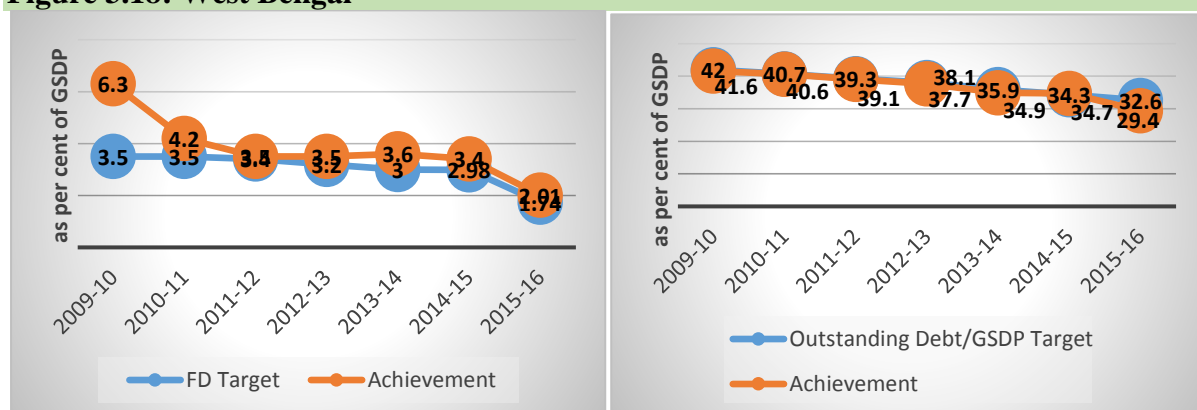 Figure West Bengal
as per cent of GSDP
6.3 4.2 3.5 3.5 3.6 3.4 2.01
3.5 3.5 3.4 3.2 3 2.98 1.74
2009-10 2010-11 2011-12 2012-13 2013-14 2014-15 2015-16
FD Target Achievement
as per cent of GSDP
42 40.7 39.3 38.1 35.9 34.3 32.6
41.6 40.6 39.1 37.7 34.9 34.7 29.4
2009-10 2010-11 2011-12 2012-13 2013-14 2014-15 2015-16
Outstanding Debt/GSDP Target
Achievement